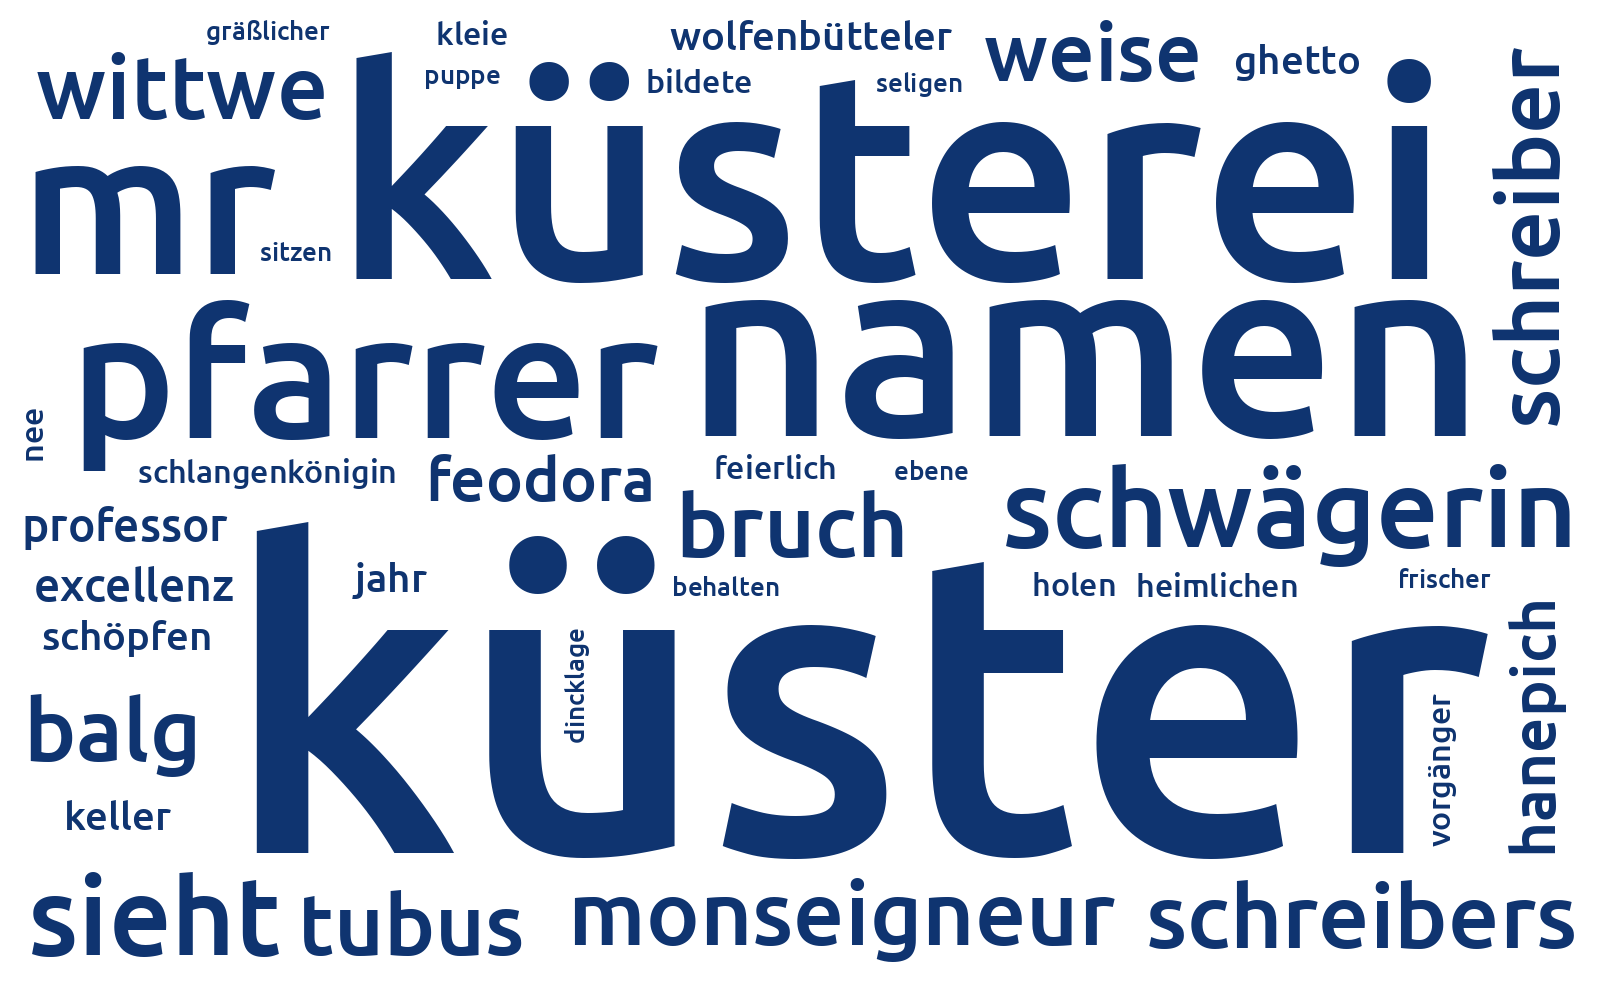 gräßlicher
kleie
wolfenbütteler
weise
ghetto
wittwe
puppe
bildete
seligen
küsterei
schreiber
mr
sitzen
pfarrer
namen
nee
schlangenkönigin
feodora
feierlich
ebene
schwägerin
professor
bruch
excellenz
jahr
behalten
holen
heimlichen
frischer
schöpfen
küster
dincklage
hanepich
balg
vorgänger
keller
sieht
tubus
monseigneur
schreibers